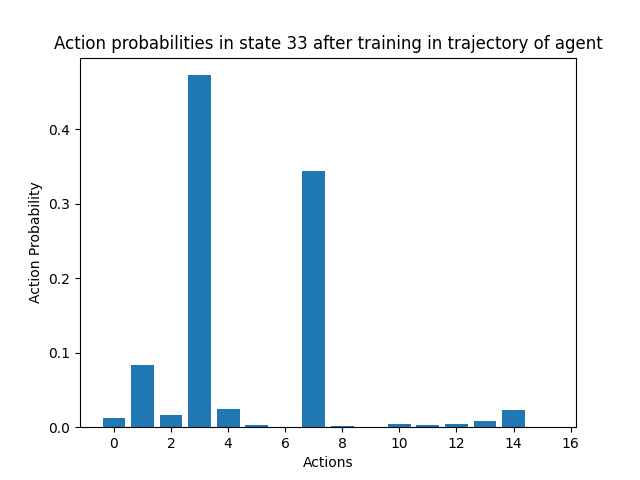 Action probabilities in state 33 after training in trajectory of agent
0.4
0.3
0.2
0.1
0.0
Action Probability
0 2 4 6 8 10 12 14 16
Actions